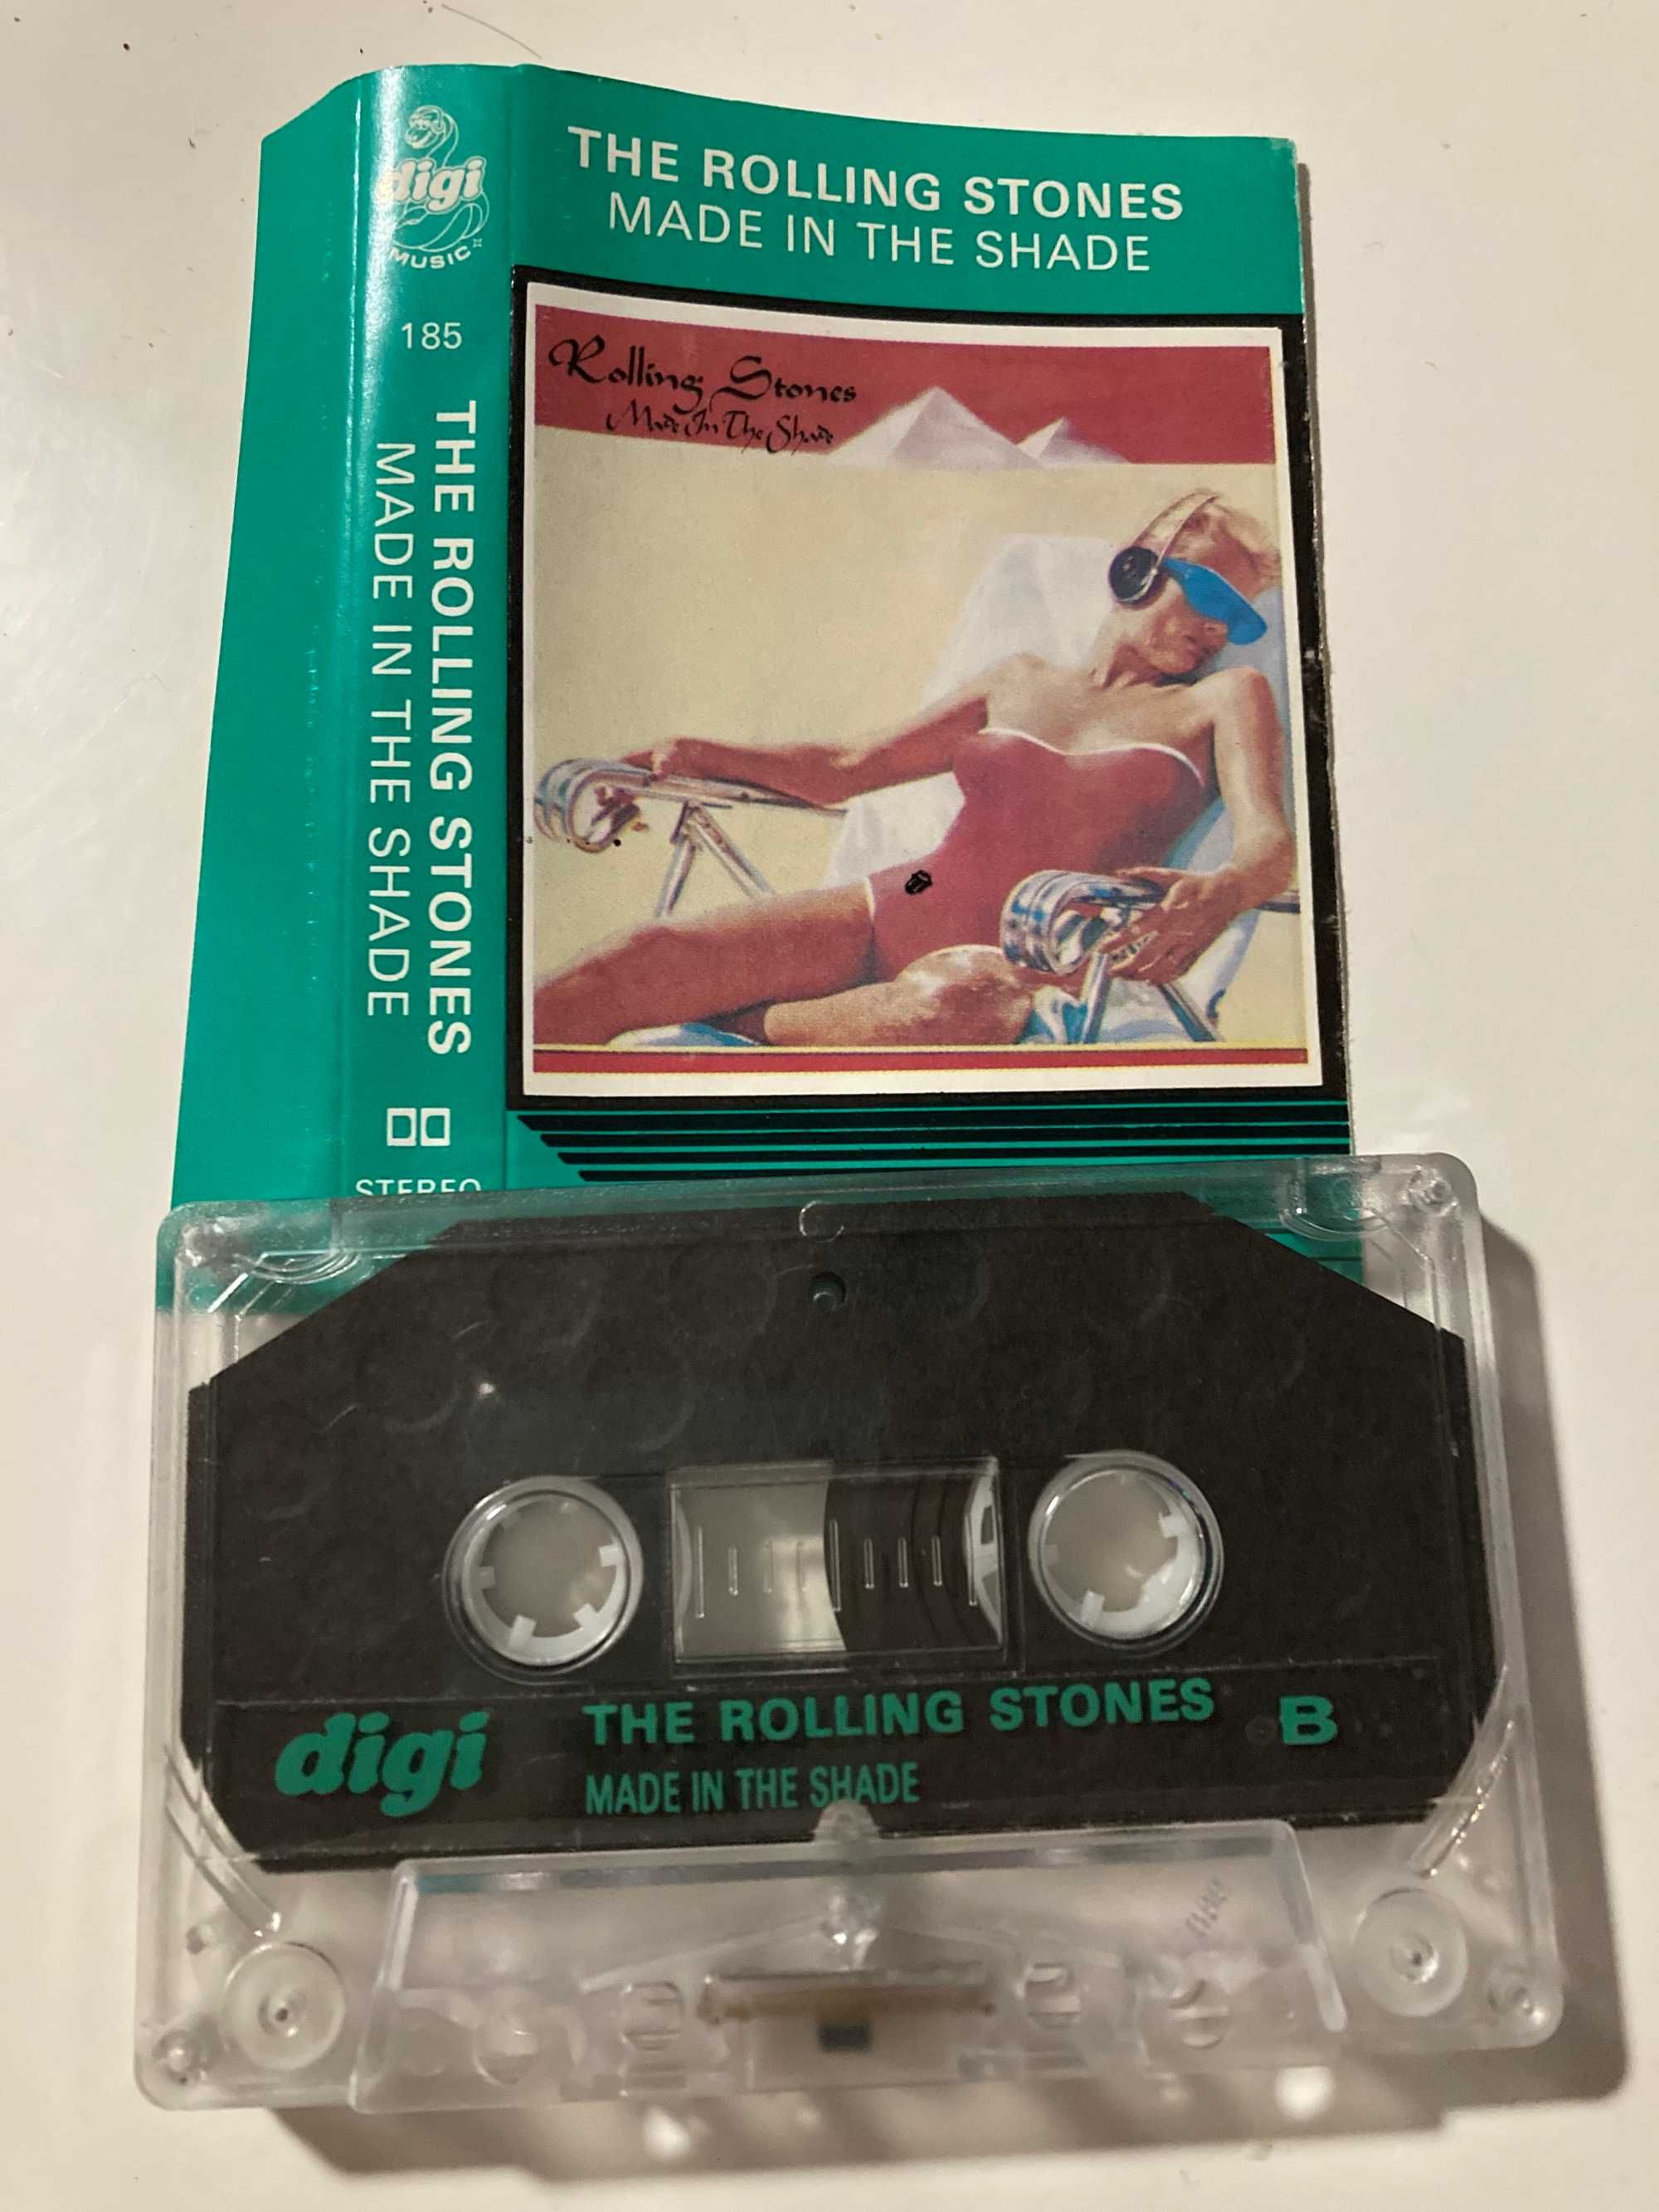 digi
MUSIC
185
THE ROLLING STONES
MADE IN THE SHADE
STEREO
THE ROLLING STONES
MADE IN THE SHADE
Rolling Stones
Made In The Shade
digi
THE ROLLING STONES
B
MADE IN THE SHADE